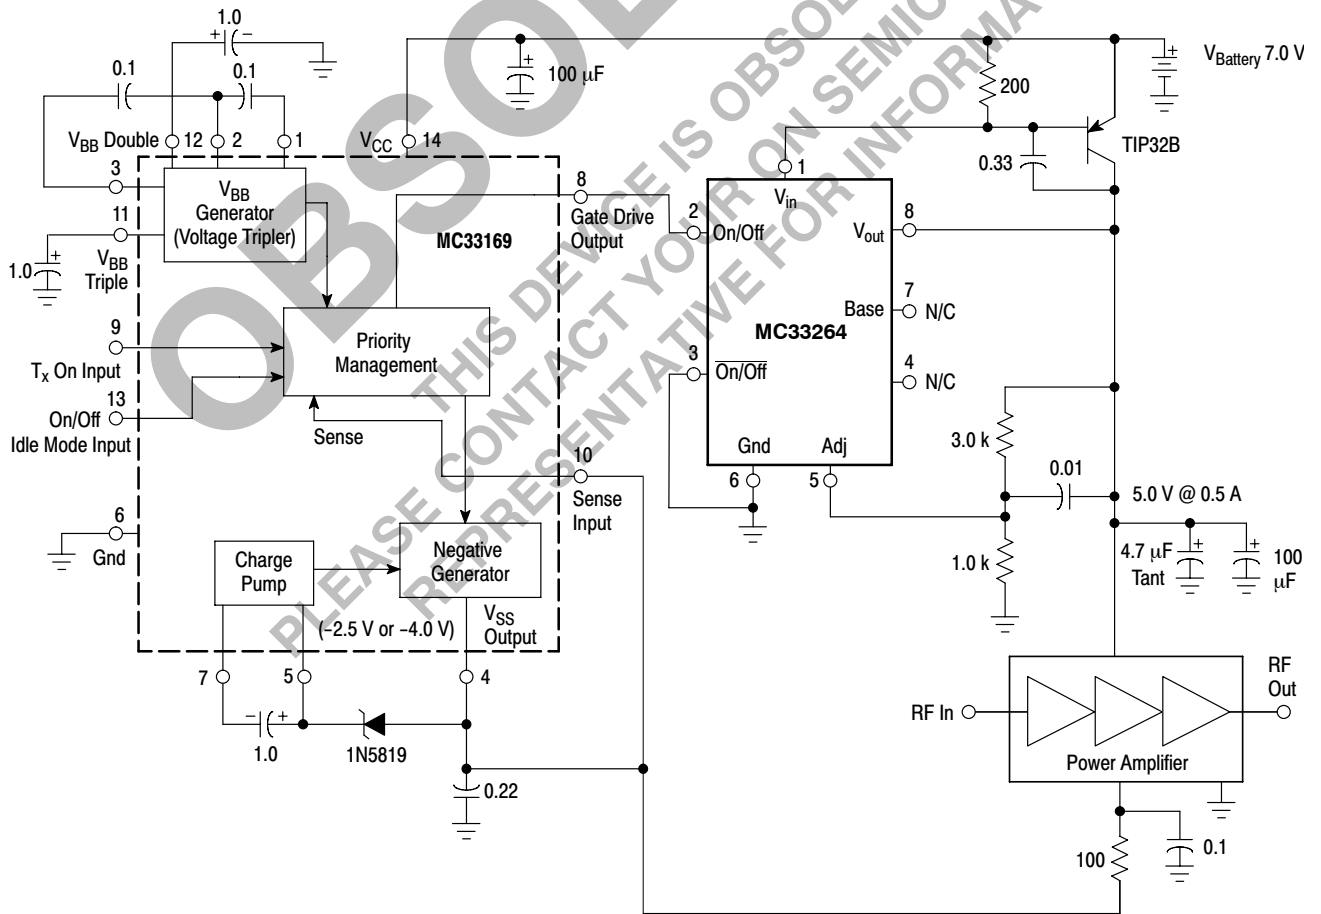 1.0
+ –
0.1
0.1
V_BB Double
12
2
1
V_CC
14
+
100 µF
200
+
V_Battery 7.0 V
TIP32B
0.33
3
V_BB
Generator
(Voltage Tripler)
11
V_BB
Triple
+
1.0
MC33169
8
Gate Drive
Output
1
V_in
2
On/Off
V_out
8
Base
7
N/C
MC33264
3
On/Off
4
N/C
Gnd
Adj
6
5
9
T_x On Input
13
On/Off
Idle Mode Input
Priority
Management
Sense
10
Sense
Input
6
Gnd
Charge
Pump
Negative
Generator
(–2.5 V or –4.0 V)
V_SS
Output
7
5
4
– +
1.0
1N5819
0.22
3.0 k
0.01
1.0 k
5.0 V @ 0.5 A
4.7 µF
Tant
+
+
100
µF
RF In
RF
Out
Power Amplifier
100
0.1
OBSOL
THIS DEVICE IS OBSOL
PLEASE CONTACT YOUR ON SEMIC
REPRESENTATIVE FOR INFORMA